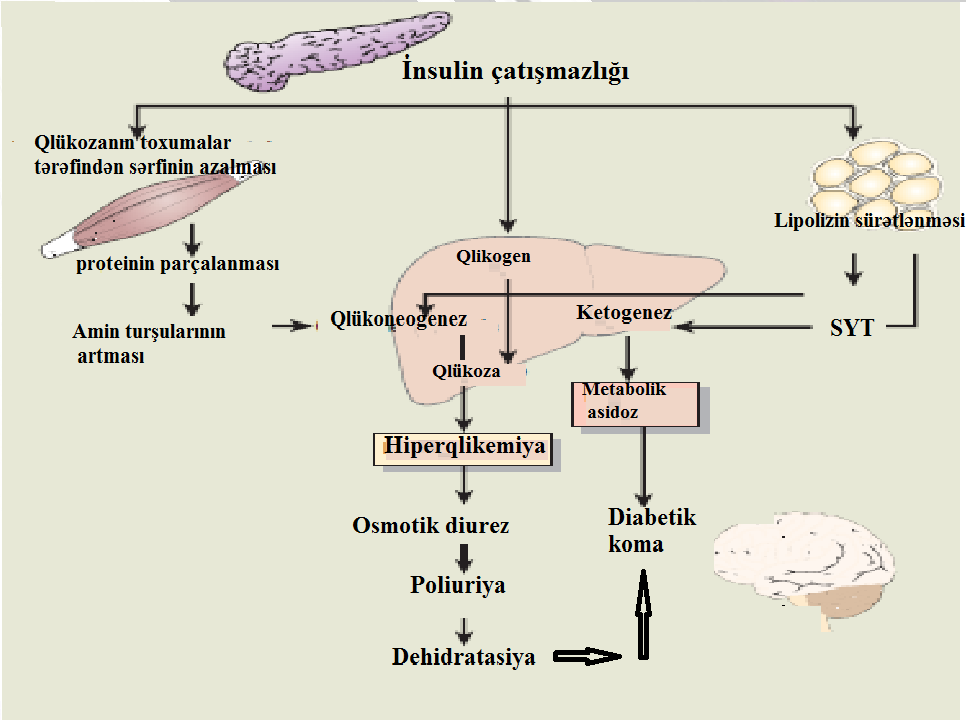 İnsulin çatışmazlığı
Qlükozanın toxumalar
tərəfindən sərfinin azalması
Lipolizin sürətlənməsi
proteinin parçalanması
Qlikogen
Amin turşularının
artması
Qlükoneogenez
Ketogenez
SYT
Qlükoza
Metabolik
asidoz
Hiperqlikemiya
Osmotik diurez
Diabetik
koma
Poliuriya
Dehidratasiya